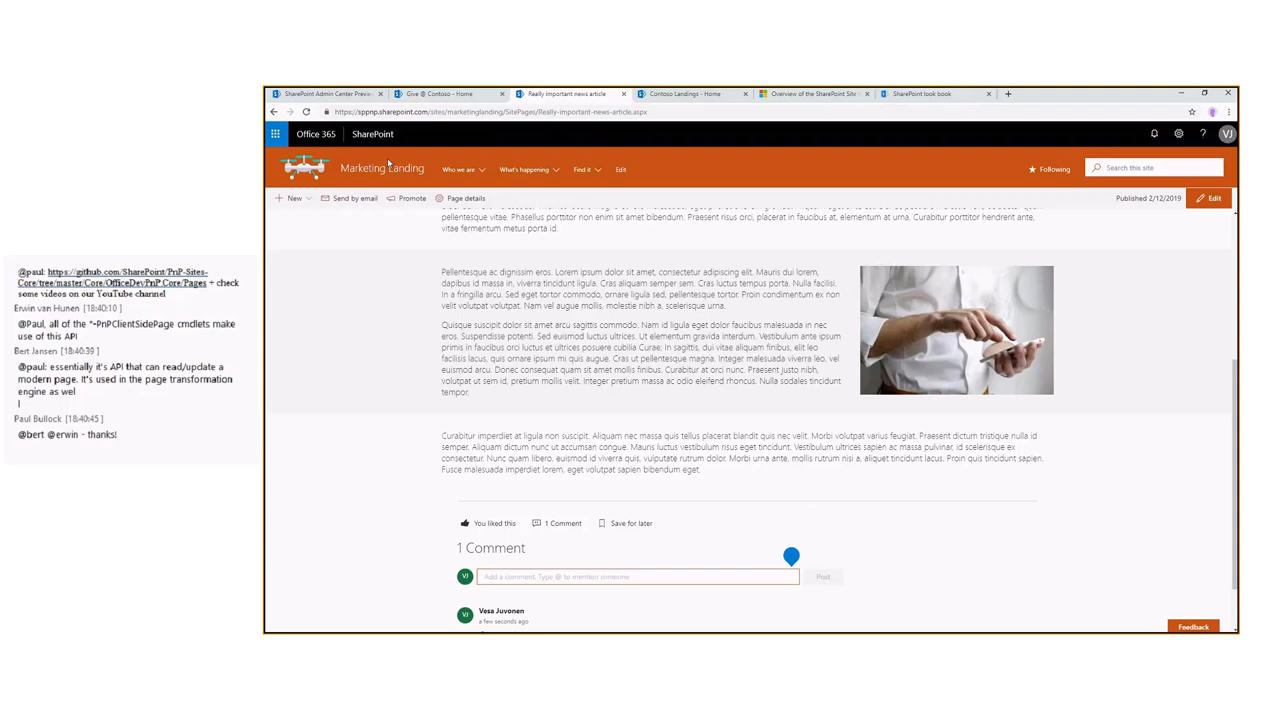 @paul: https://github.com/SharePoint/PnP-Sites-
Core/tree/master/Core/OfficeDevPnP.Core/Pages + check
some videos on our YouTube channel
Erwin van Hunen [18:40:10]
@Paul, all of the *-PnPClientSidePage cmdlets make
use of this API
Bert Jansen [18:40:39]
@paul: essentially it's API that can read/update a
modern page. It's used in the page transformation
engine as wel
Paul Bullock [18:40:45]
@bert @erwin - thanks!
SharePoint Admin Center Preview
Give @ Contoso - Home
Really important news article
Contoso Landings - Home
Overview of the SharePoint Site
SharePoint look book
https://sppnp.sharepoint.com/sites/marketinglanding/SitePages/Really-important-news-article.aspx
Office 365 SharePoint
VJ
Marketing Landing
Who we are
What's happening
Find it
Edit
Following
Search this site
New
Send by email
Promote
Page details
Published 2/12/2019
Edit
pellentesque vitae. Phasellus porttitor non enim sit amet bibendum. Praesent risus orci, placerat in faucibus at, elementum at urna. Curabitur porttitor hendrerit ante,
vitae fermentum metus porta id.
Pellentesque ac dignissim eros. Lorem ipsum dolor sit amet, consectetur adipiscing elit. Mauris dui lorem,
dapibus id massa in, viverra tincidunt ligula. Cras aliquam semper sem. Cras luctus tempus porta. Nulla facilisi.
In a fringilla arcu. Sed eget tortor commodo, ornare ligula sed, pellentesque tortor. Proin condimentum ex non
velit volutpat volutpat. Nam vel augue mollis, molestie nibh a, scelerisque urna.
Quisque suscipit dolor sit amet arcu sagittis commodo. Nam id ligula eget dolor faucibus malesuada in nec
eros. Suspendisse potenti. Sed euismod luctus ultrices. Ut elementum gravida interdum. Vestibulum ante ipsum
primis in faucibus orci luctus et ultrices posuere cubilia Curae; In sagittis arcu ut dui blandit, eget elementum mi
facilisis lacus, quis ornare ipsum mi quis augue. Cras ut pellentesque magna. Integer malesuada viverra leo, vel
euismod arcu. Donec consequat quam sit amet mollis finibus. Curabitur at orci nunc. Praesent justo nibh,
volutpat ut sem id, pretium mollis velit. Integer pretium massa ac odio eleifend rhoncus. Nulla sodales tincidunt
tempor.
Curabitur imperdiet at ligula non suscipit. Aliquam nec massa quis tellus placerat blandit quis nec velit. Morbi volutpat varius feugiat. Praesent dictum tristique nulla id
semper. Aliquam dictum nunc ut accumsan congue. Mauris luctus vestibulum risus eget tincidunt. Vestibulum ultrices sapien ac massa pulvinar, id scelerisque ex
consectetur. Nunc quam libero, euismod id viverra quis, vulputate rutrum dolor. Morbi urna ante, mollis rutrum nisi a, aliquet tincidunt lacus. Proin quis tincidunt sapien.
Fusce malesuada imperdiet lorem, eget volutpat sapien bibendum eget.
You liked this
1 Comment
Save for later
1 Comment
VJ
Add a comment. Type @ to mention someone
Post
VJ
Vesa Juvonen
a few seconds ago
Feedback